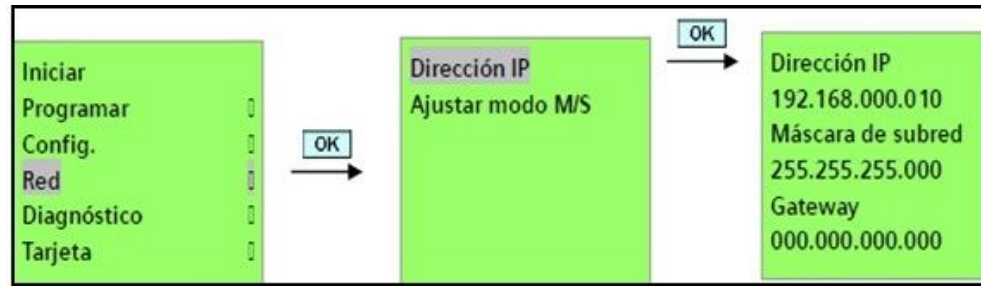 Iniciar
Programar
Config.
Red
Diagnóstico
Tarjeta
OK
Dirección IP
Ajustar modo M/S
OK
Dirección IP
192.168.000.010
Máscara de subred
255.255.255.000
Gateway
000.000.000.000